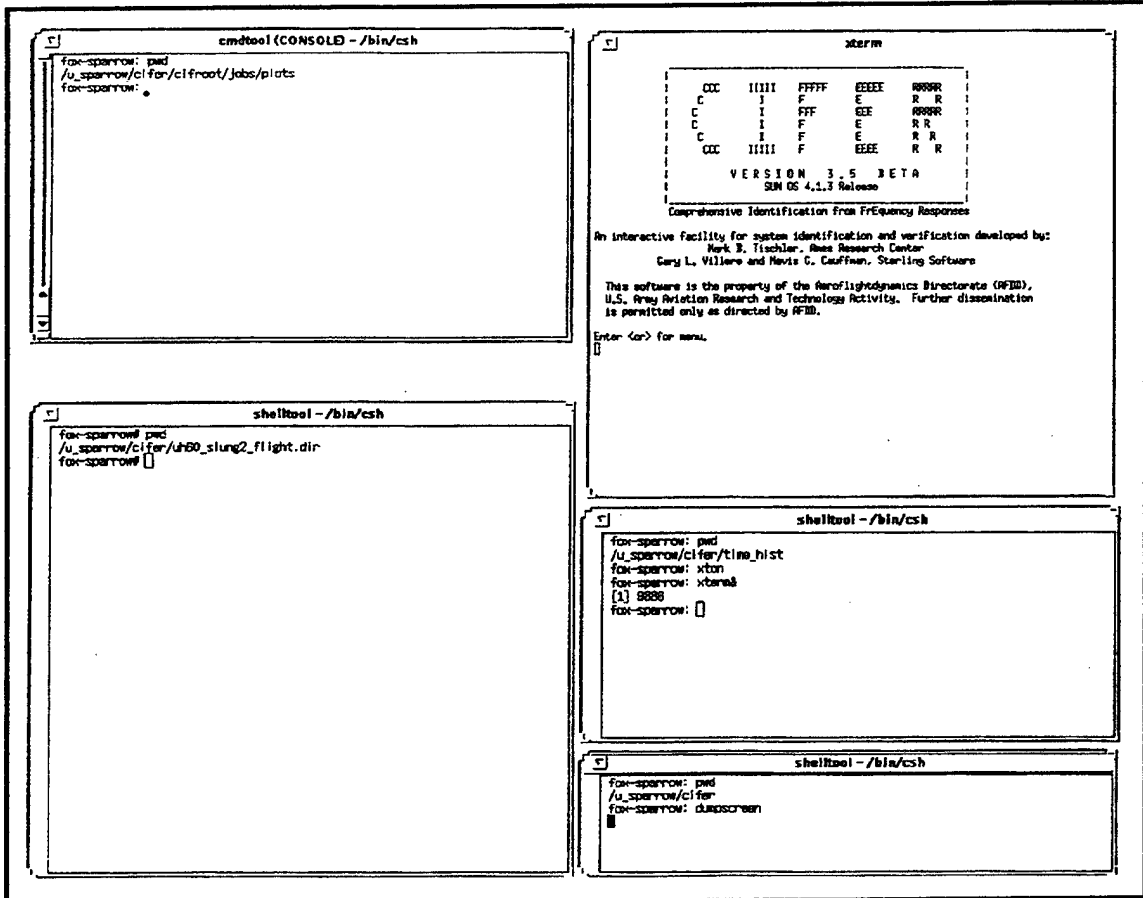 cmdtool (CONSOLE) - /bin/csh
fox-sparrow: pwd
/u_sparrow/cifer/cifroot/jobs/plots
fox-sparrow:
xterm
CCC IIIII FFFFF EEEEE RRRRR
C I F E R R
C I FFF EEE RRRRR
C I F E R R
C I F E R R
CCC IIIII F EEEE R R
VERSION 3.5 BETA
SUN OS 4.1.3 Release
Comprehensive Identification from FrEquency Responses
An interactive facility for system identification and verification developed by:
Mark B. Tischler, Ames Research Center
Gary L. Villere and Mavis G. Cauffman, Sterling Software
This software is the property of the Aeroflightdynamics Directorate (AFDD),
U.S. Army Aviation Research and Technology Activity. Further dissemination
is permitted only as directed by AFDD.
Enter <cr> for menu.
shelltool - /bin/csh
fox-sparrow# pwd
/u_sparrow/cifer/uh60_slung2_flight.dir
fox-sparrow#
shelltool - /bin/csh
fox-sparrow: pwd
/u_sparrow/cifer/time_hist
fox-sparrow: xton
fox-sparrow: xterm&
[1] 9886
fox-sparrow:
shelltool - /bin/csh
fox-sparrow: pwd
/u_sparrow/cifer
fox-sparrow: dumpscreen